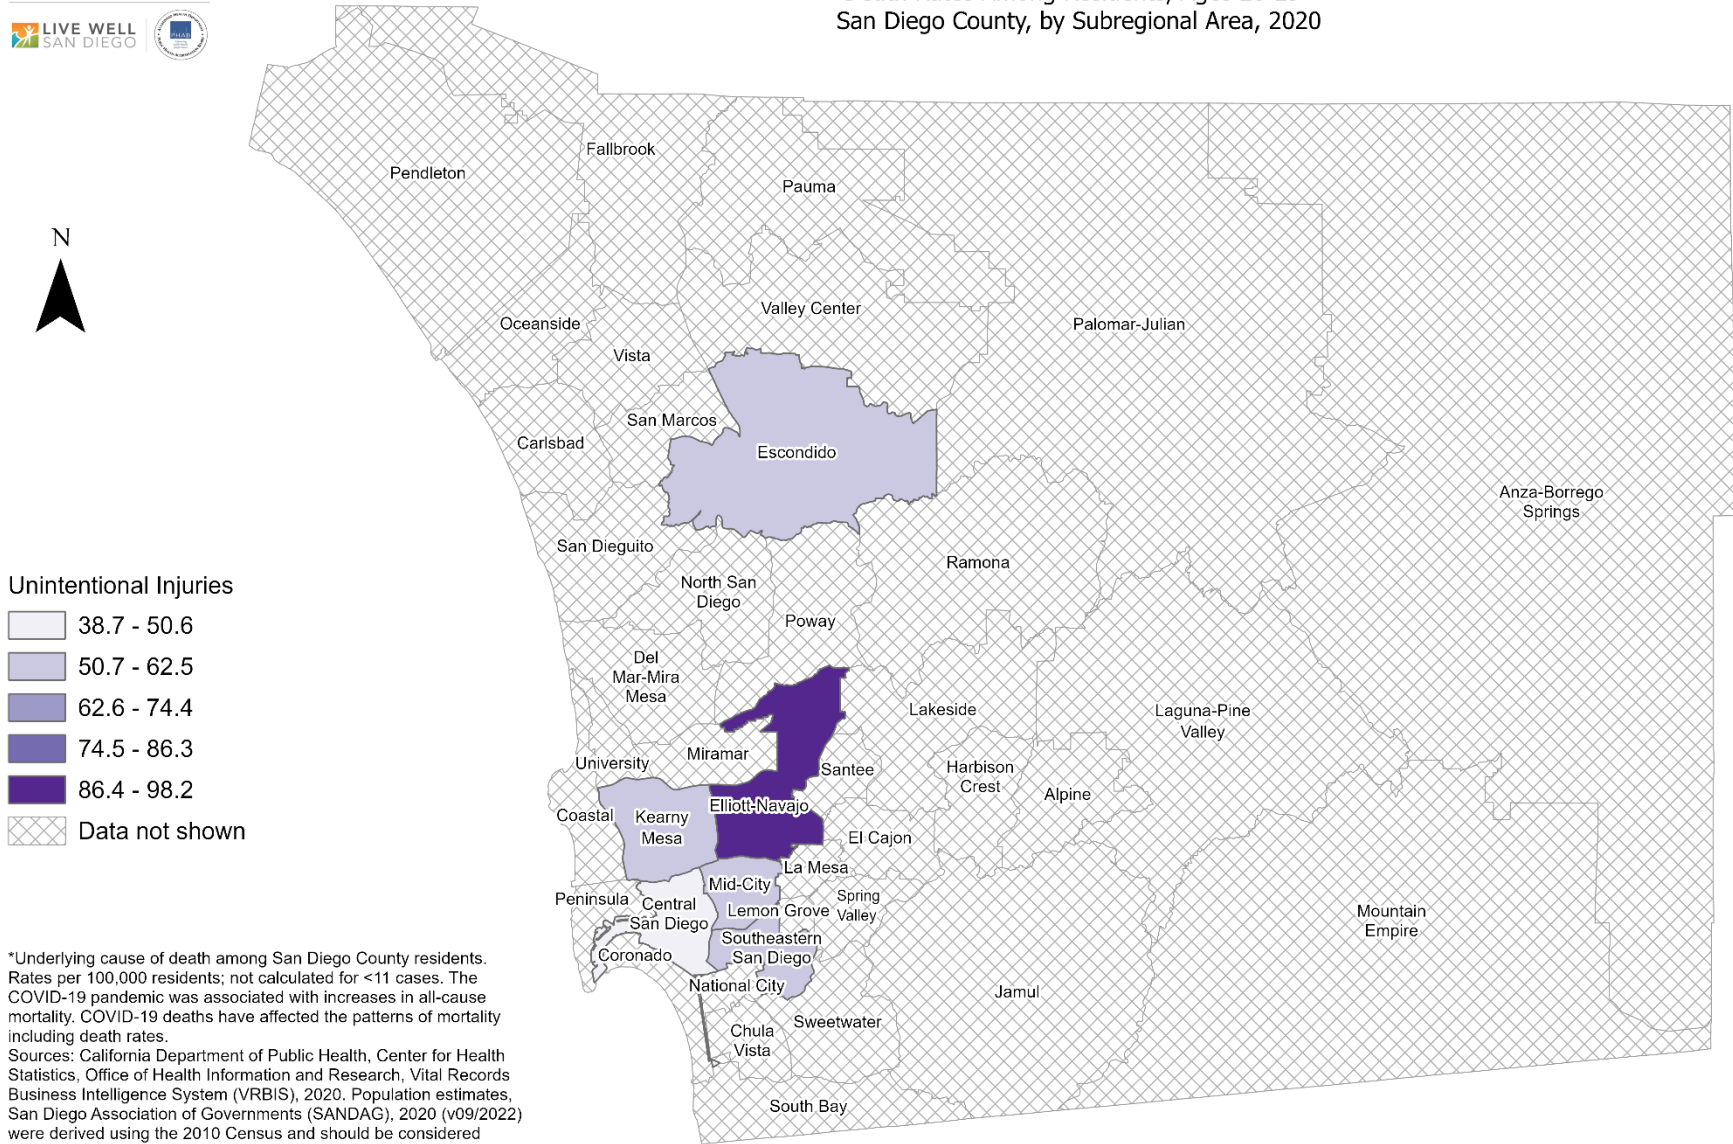 LIVE WELL
SAN DIEGO
PHAB
San Diego County, by Subregional Area, 2020
Fallbrook
Pendleton
Pauma
N
Valley Center
Oceanside
Palomar-Julian
Vista
San Marcos
Carlsbad
Escondido
Anza-Borrego
Springs
San Dieguito
Ramona
North San
Diego
Poway
Unintentional Injuries
38.7 - 50.6
50.7 - 62.5
62.6 - 74.4
74.5 - 86.3
86.4 - 98.2
Data not shown
Del
Mar-Mira
Mesa
Lakeside
Laguna-Pine
Valley
Miramar
University
Santee
Harbison
Crest
Alpine
Elliott-Navajo
Coastal
Kearny
Mesa
El Cajon
La Mesa
Mid-City
Peninsula
Central
San Diego
Lemon Grove
Spring
Valley
Mountain
Empire
Southeastern
San Diego
Coronado
National City
Jamul
Sweetwater
Chula
Vista
South Bay
*Underlying cause of death among San Diego County residents.
Rates per 100,000 residents; not calculated for <11 cases. The
COVID-19 pandemic was associated with increases in all-cause
mortality. COVID-19 deaths have affected the patterns of mortality
including death rates.
Sources: California Department of Public Health, Center for Health
Statistics, Office of Health Information and Research, Vital Records
Business Intelligence System (VRBIS), 2020. Population estimates,
San Diego Association of Governments (SANDAG), 2020 (v09/2022)
were derived using the 2010 Census and should be considered